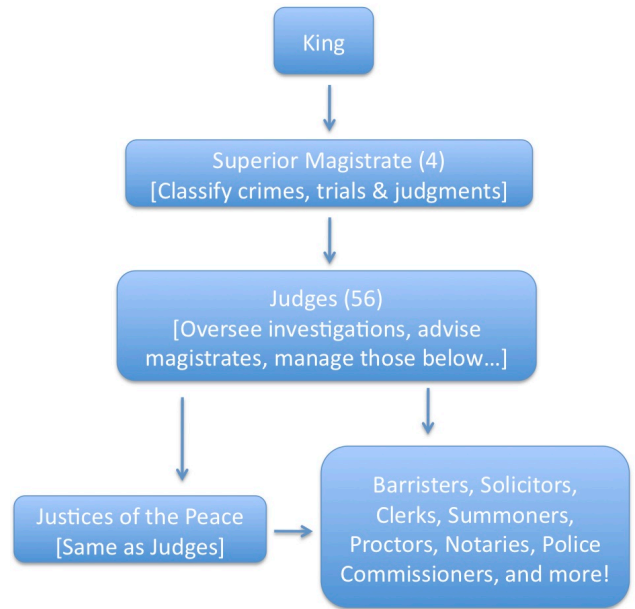 King
Superior Magistrate (4)
[Classify crimes, trials & judgments]
Judges (56)
[Oversee investigations, advise
magistrates, manage those below…]
Justices of the Peace
[Same as Judges]
Barristers, Solicitors,
Clerks, Summoners,
Proctors, Notaries, Police
Commissioners, and more!